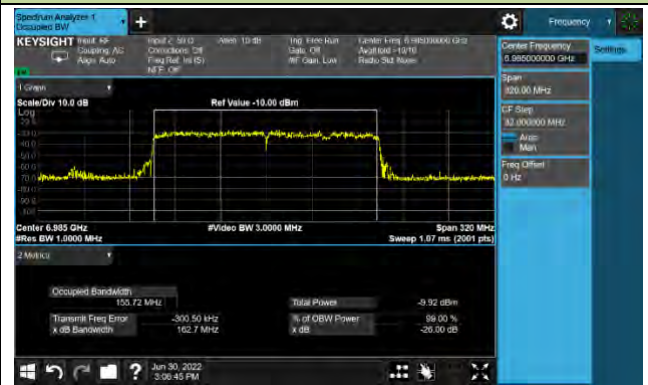 Spectrum Analyzer 1
Occupied BW
+
Frequency
KEYSIGHT
Input: RF
Coupling: AC
Align: Auto
Input Z: 50 Ω
Corrections: Off
Freq Ref: Int (S)
NFE: Off
Atten: 10 dB
Trig: Free Run
Gate: Off
#IF Gain: Low
Center Freq: 6.985000000 GHz
Avg|Hold: >10/10
Radio Std: None
Center Frequency
6.985000000 GHz
Settings
Span
320.00 MHz
CF Step
32.000000 MHz
Auto
Man
Freq Offset
0 Hz
1 Graph
Scale/Div 10.0 dB
Ref Value -10.00 dBm
Log
Center 6.985 GHz
#Video BW 3.0000 MHz
Span 320 MHz
#Res BW 1.0000 MHz
Sweep 1.07 ms (2001 pts)
2 Metrics
Occupied Bandwidth
155.72 MHz
Total Power
-9.92 dBm
Transmit Freq Error
-300.50 kHz
% of OBW Power
99.00 %
x dB Bandwidth
162.7 MHz
x dB
-26.00 dB
?
Jun 30, 2022
3:06:45 PM